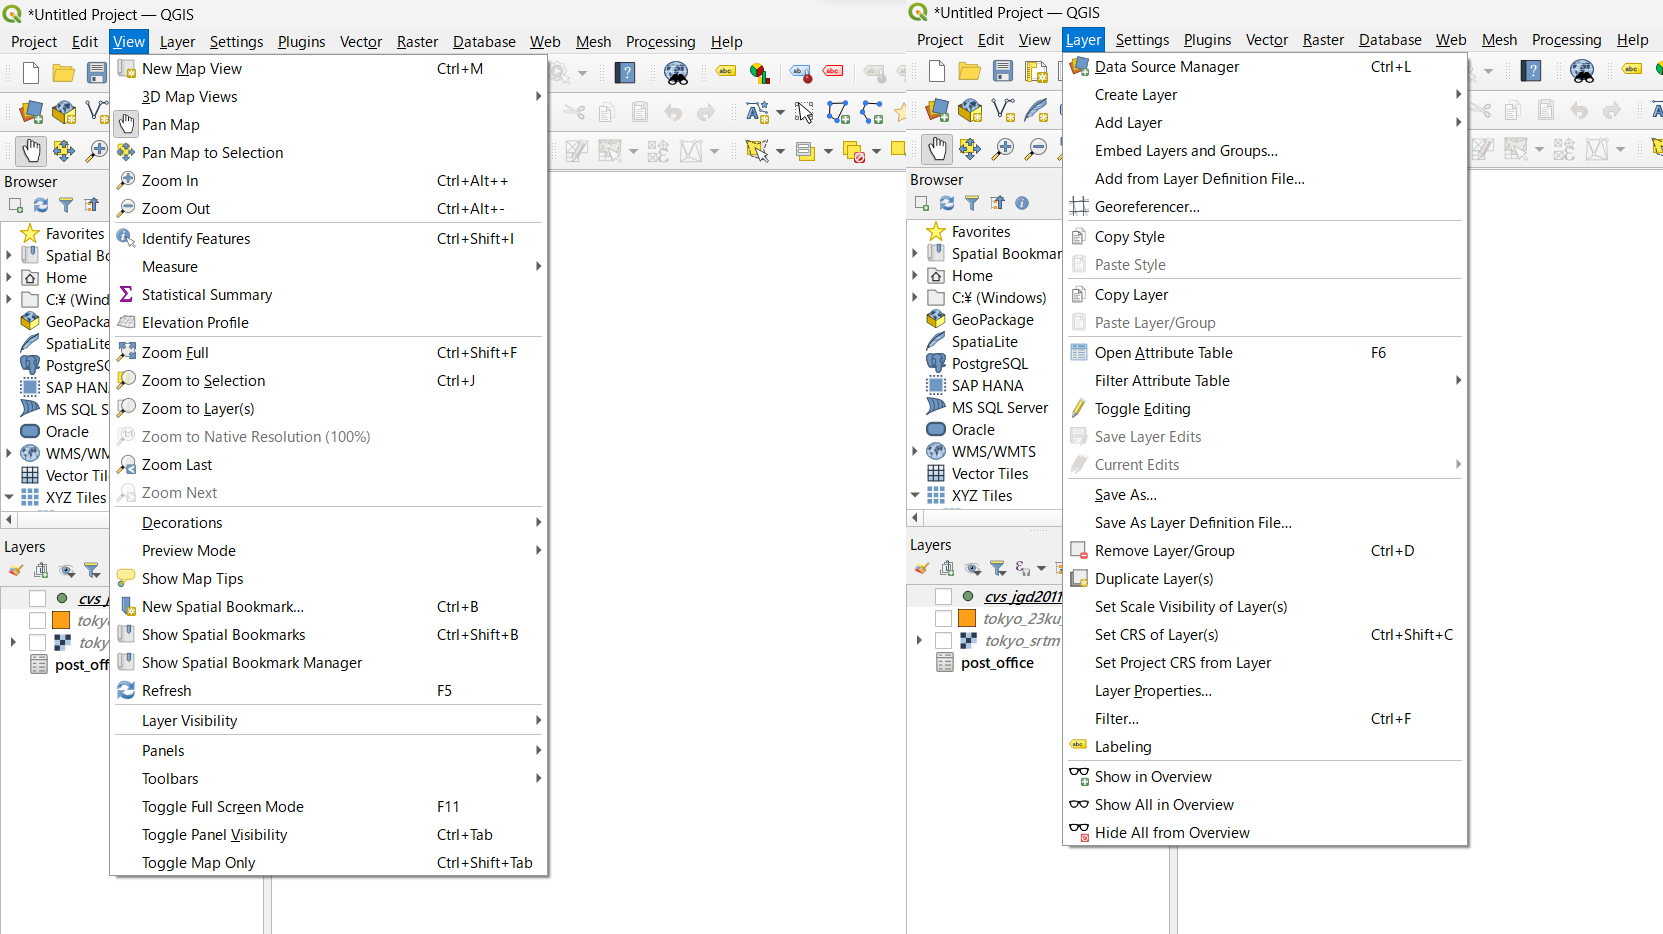 *Untitled Project — QGIS
Project Edit View Layer Settings Plugins Vector Raster Database Web Mesh Processing Help
New Map View Ctrl+M
3D Map Views
Pan Map
Pan Map to Selection
Zoom In Ctrl+Alt++
Zoom Out Ctrl+Alt+-
Identify Features Ctrl+Shift+I
Measure
Statistical Summary
Elevation Profile
Zoom Full Ctrl+Shift+F
Zoom to Selection Ctrl+J
Zoom to Layer(s)
Zoom to Native Resolution (100%)
Zoom Last
Zoom Next
Decorations
Preview Mode
Show Map Tips
New Spatial Bookmark... Ctrl+B
Show Spatial Bookmarks Ctrl+Shift+B
Show Spatial Bookmark Manager
Refresh F5
Layer Visibility
Panels
Toolbars
Toggle Full Screen Mode F11
Toggle Panel Visibility Ctrl+Tab
Toggle Map Only Ctrl+Shift+Tab
Browser
Favorites
Spatial Bo
Home
C:¥ (Wind
GeoPacka
SpatiaLite
PostgreSQ
SAP HAN
MS SQL S
Oracle
WMS/WM
Vector Til
XYZ Tiles
Layers
cvs_j
tokyo
tokyo
post_off
*Untitled Project — QGIS
Project Edit View Layer Settings Plugins Vector Raster Database Web Mesh Processing Help
Data Source Manager Ctrl+L
Create Layer
Add Layer
Embed Layers and Groups...
Add from Layer Definition File...
Georeferencer...
Copy Style
Paste Style
Copy Layer
Paste Layer/Group
Open Attribute Table F6
Filter Attribute Table
Toggle Editing
Save Layer Edits
Current Edits
Save As...
Save As Layer Definition File...
Remove Layer/Group Ctrl+D
Duplicate Layer(s)
Set Scale Visibility of Layer(s)
Set CRS of Layer(s) Ctrl+Shift+C
Set Project CRS from Layer
Layer Properties...
Filter... Ctrl+F
Labeling
Show in Overview
Show All in Overview
Hide All from Overview
Browser
Favorites
Spatial Bookmar
Home
C:¥ (Windows)
GeoPackage
SpatiaLite
PostgreSQL
SAP HANA
MS SQL Server
Oracle
WMS/WMTS
Vector Tiles
XYZ Tiles
Layers
cvs_jgd2011
tokyo_23ku
tokyo_srtm
post_office